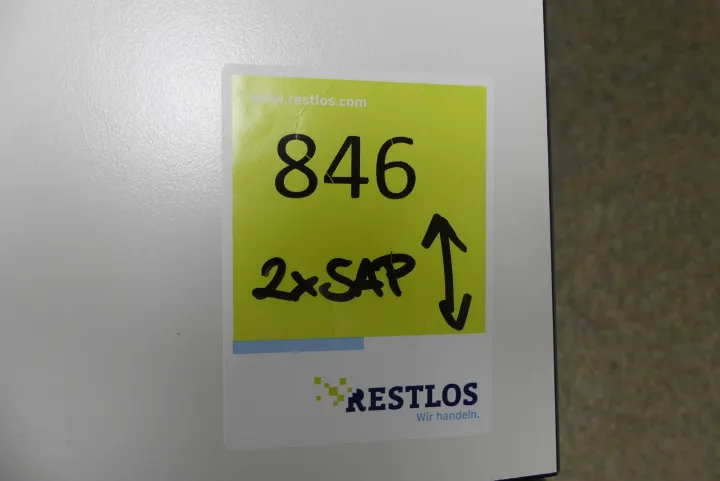 www.restlos.com
846
2xSAP
RESTLOS
Wir handeln.